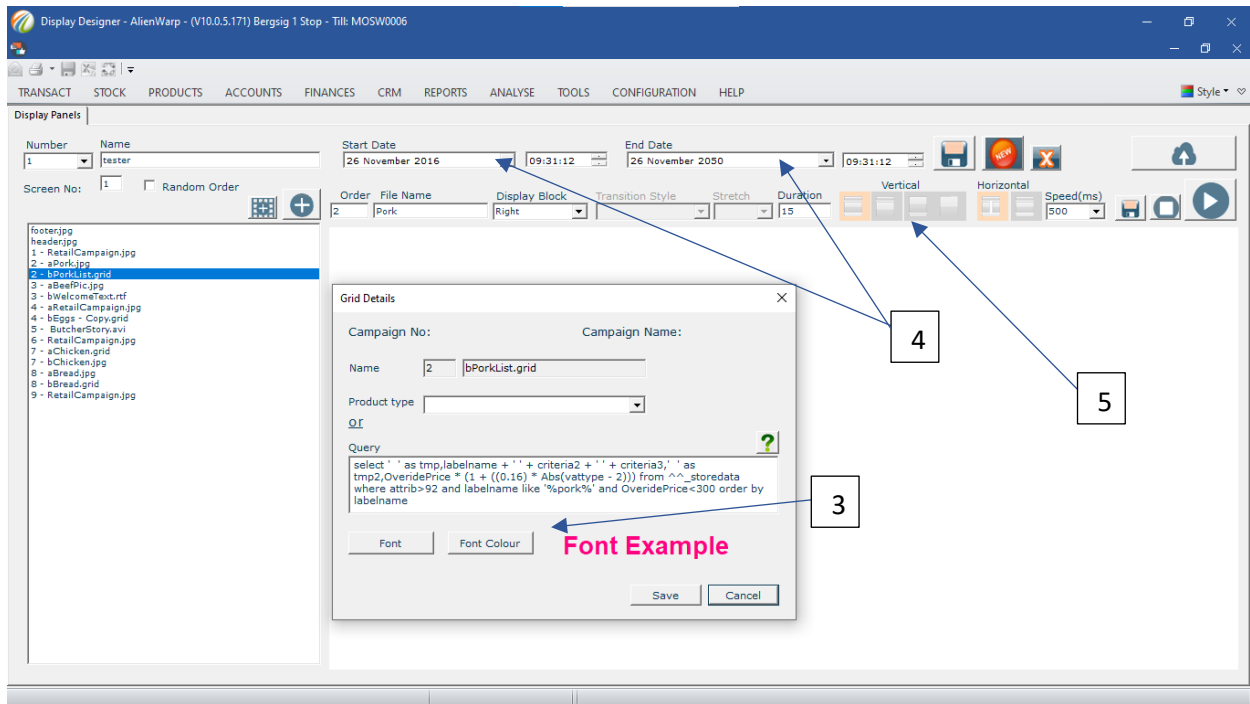 Display Designer - AlienWarp - (V10.0.5.171) Bergsig 1 Stop - Till: MOSW0006
TRANSACT STOCK PRODUCTS ACCOUNTS FINANCES CRM REPORTS ANALYSE TOOLS CONFIGURATION HELP Style
Display Panels
Number Name Start Date End Date
1 tester 26 November 2016 09:31:12 26 November 2050 09:31:12 NEW
Screen No: 1 Random Order
Order File Name Display Block Transition Style Stretch Duration Vertical Horizontal Speed(ms)
2 Pork Right 15 500
footer.jpg
header.jpg
1 - RetailCampaign.jpg
2 - aPork.jpg
2 - bPorkList.grid
3 - aBeefPic.jpg
3 - bWelcomeText.rtf
4 - aRetailCampaign.jpg
4 - bEggs - Copy.grid
5 - ButcherStory.avi
6 - RetailCampaign.jpg
7 - aChicken.grid
7 - bChicken.jpg
8 - aBread.jpg
8 - bBread.grid
9 - RetailCampaign.jpg
Grid Details
Campaign No: Campaign Name:
Name 2 bPorkList.grid
Product type
or
Query ?
select ' ' as tmp,labelname + ' ' + criteria2 + ' ' + criteria3,' ' as
tmp2,OveridePrice * (1 + ((0.16) * Abs(vattype - 2))) from ^^_storedata
where attrib>92 and labelname like '%pork%' and OveridePrice<300 order by
labelname
Font Font Colour Font Example
Save Cancel
4
5
3